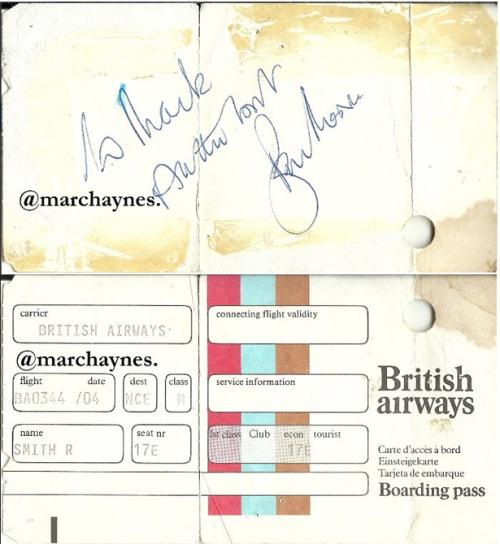 to Mark
@marchaynes.
carrier
BRITISH AIRWAYS
connecting flight validity
@marchaynes.
flight date dest class
BA0344 /04 NCE M
service information
British
airways
name seat nr
SMITH R 17E
1st class Club econ tourist
17E
Carte d'accès à bord
Einsteigekarte
Tarjeta de embarque
Boarding pass